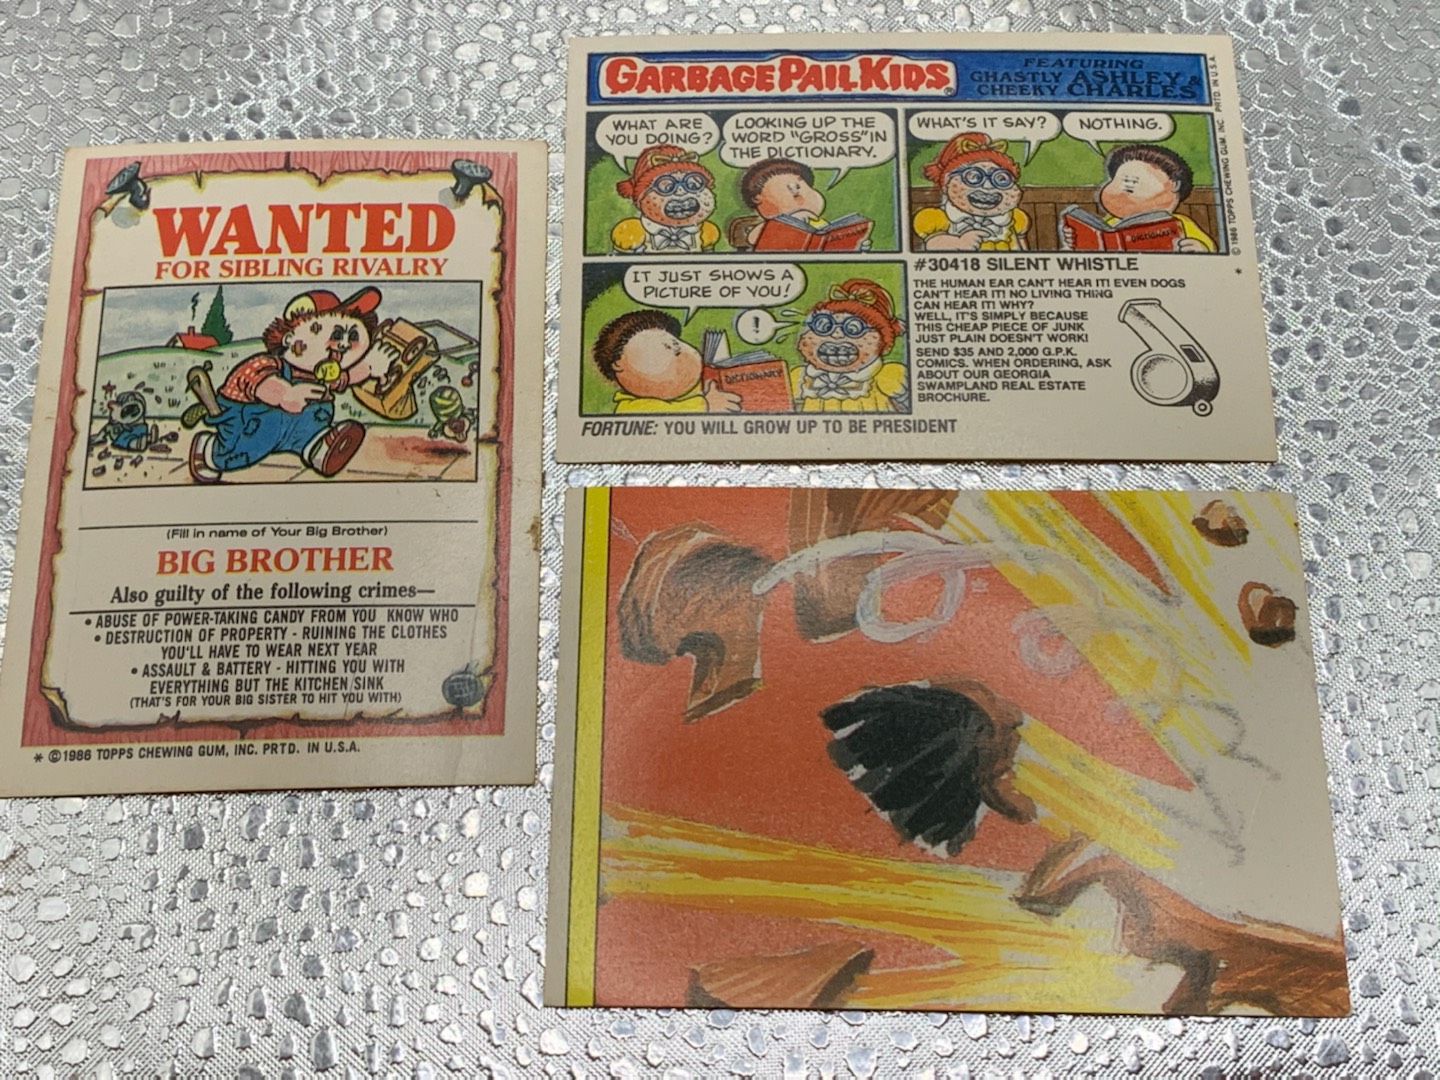 WANTED
FOR SIBLING RIVALRY
(Fill in name of Your Big Brother)
BIG BROTHER
Also guilty of the following crimes—
• ABUSE OF POWER-TAKING CANDY FROM YOU KNOW WHO
• DESTRUCTION OF PROPERTY - RUINING THE CLOTHES
YOU'LL HAVE TO WEAR NEXT YEAR
• ASSAULT & BATTERY - HITTING YOU WITH
EVERYTHING BUT THE KITCHEN SINK
(THAT'S FOR YOUR BIG SISTER TO HIT YOU WITH)
* ©1986 TOPPS CHEWING GUM, INC. PRTD. IN U.S.A.
GARBAGE PAIL KIDS®
FEATURING
GHASTLY ASHLEY &
CHEEKY CHARLES
WHAT ARE
YOU DOING?
LOOKING UP THE
WORD "GROSS" IN
THE DICTIONARY.
DICTIONARY
WHAT'S IT SAY?
NOTHING.
DICTIONARY
IT JUST SHOWS A
PICTURE OF YOU!
!
DICTIONARY
#30418 SILENT WHISTLE
THE HUMAN EAR CAN'T HEAR IT! EVEN DOGS
CAN'T HEAR IT! NO LIVING THING
CAN HEAR IT! WHY?
WELL, IT'S SIMPLY BECAUSE
THIS CHEAP PIECE OF JUNK
JUST PLAIN DOESN'T WORK!
SEND $35 AND 2,000 G.P.K.
COMICS. WHEN ORDERING, ASK
ABOUT OUR GEORGIA
SWAMPLAND REAL ESTATE
BROCHURE.
FORTUNE: YOU WILL GROW UP TO BE PRESIDENT
* © 1986 TOPPS CHEWING GUM, INC. PRTD. IN U.S.A.